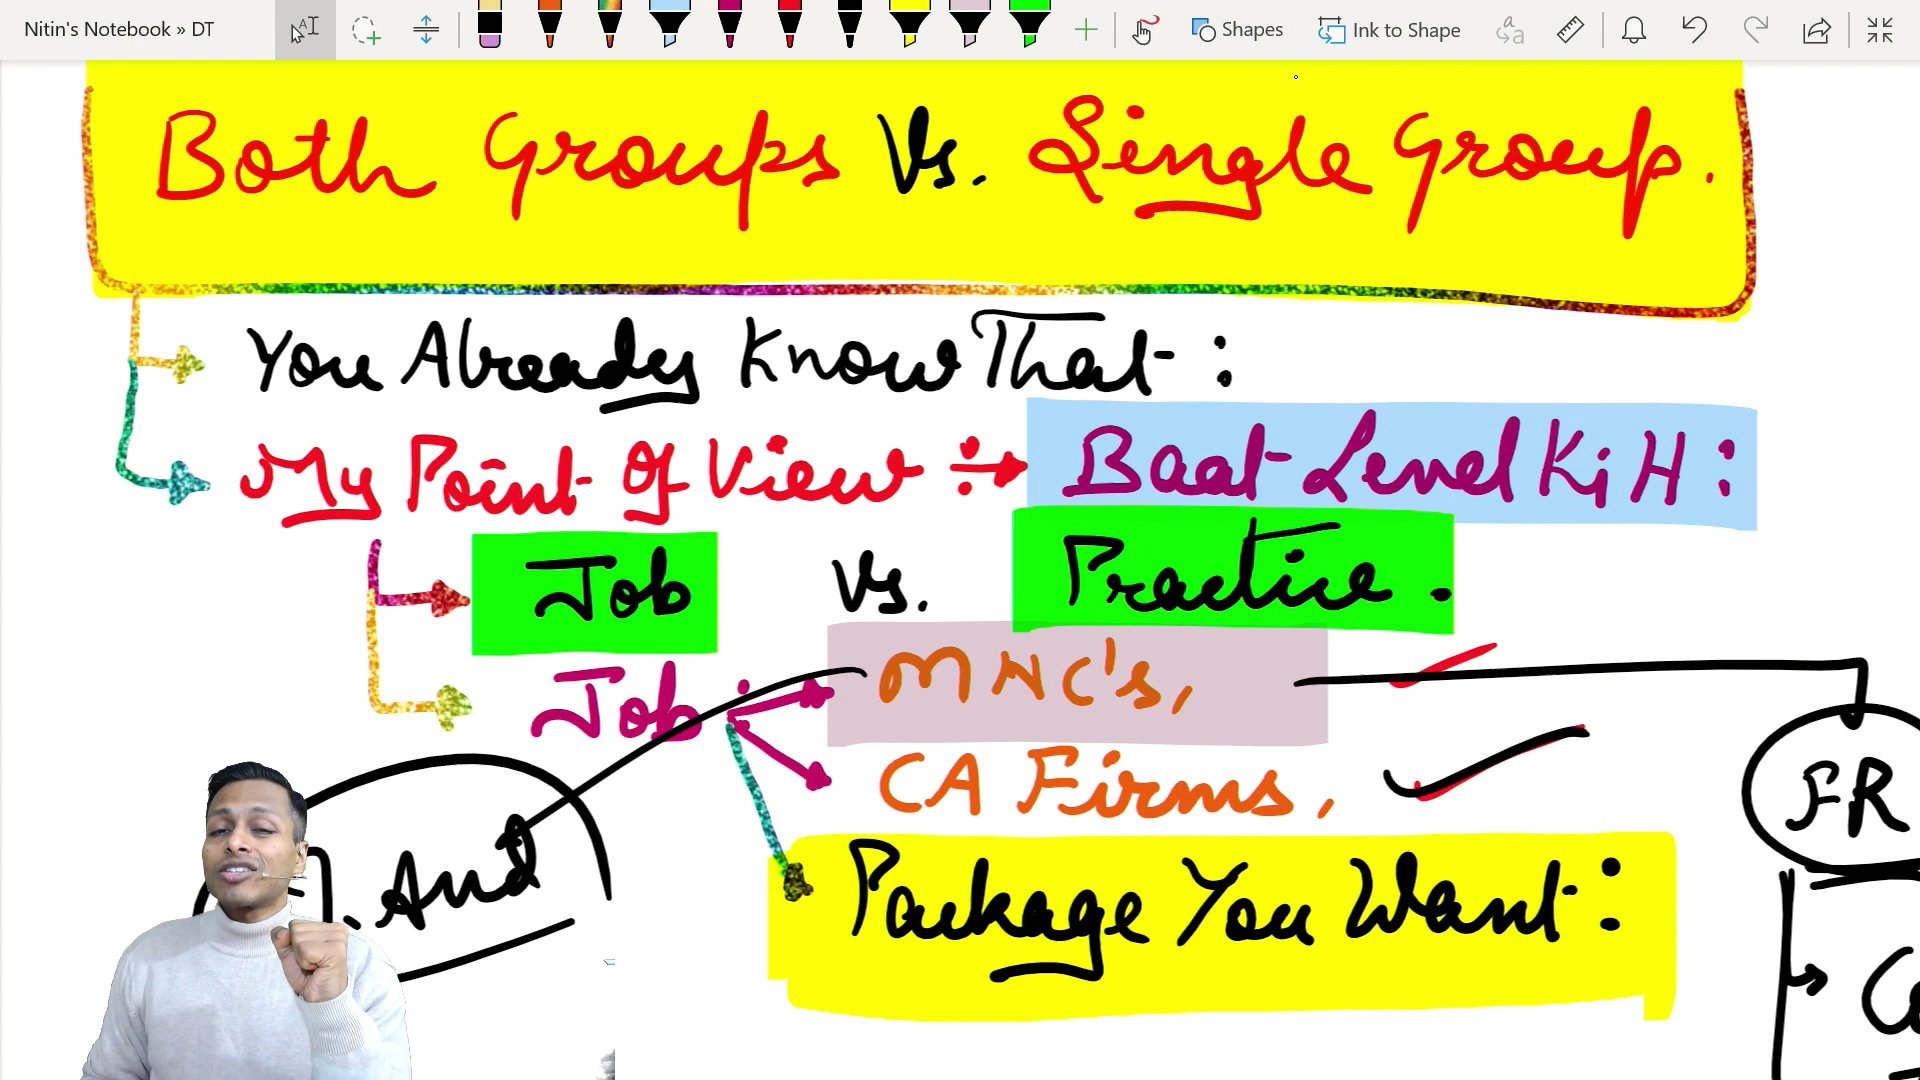 Nitin's Notebook » DT
Shapes
Ink to Shape
Both Groups Vs. Single Group.
You Already Know That :
My Point Of View ÷→ Baat Level Ki H :
Job Vs. Practice.
Job : MNC's,
CA Firms,
FR
And
Package You Want :